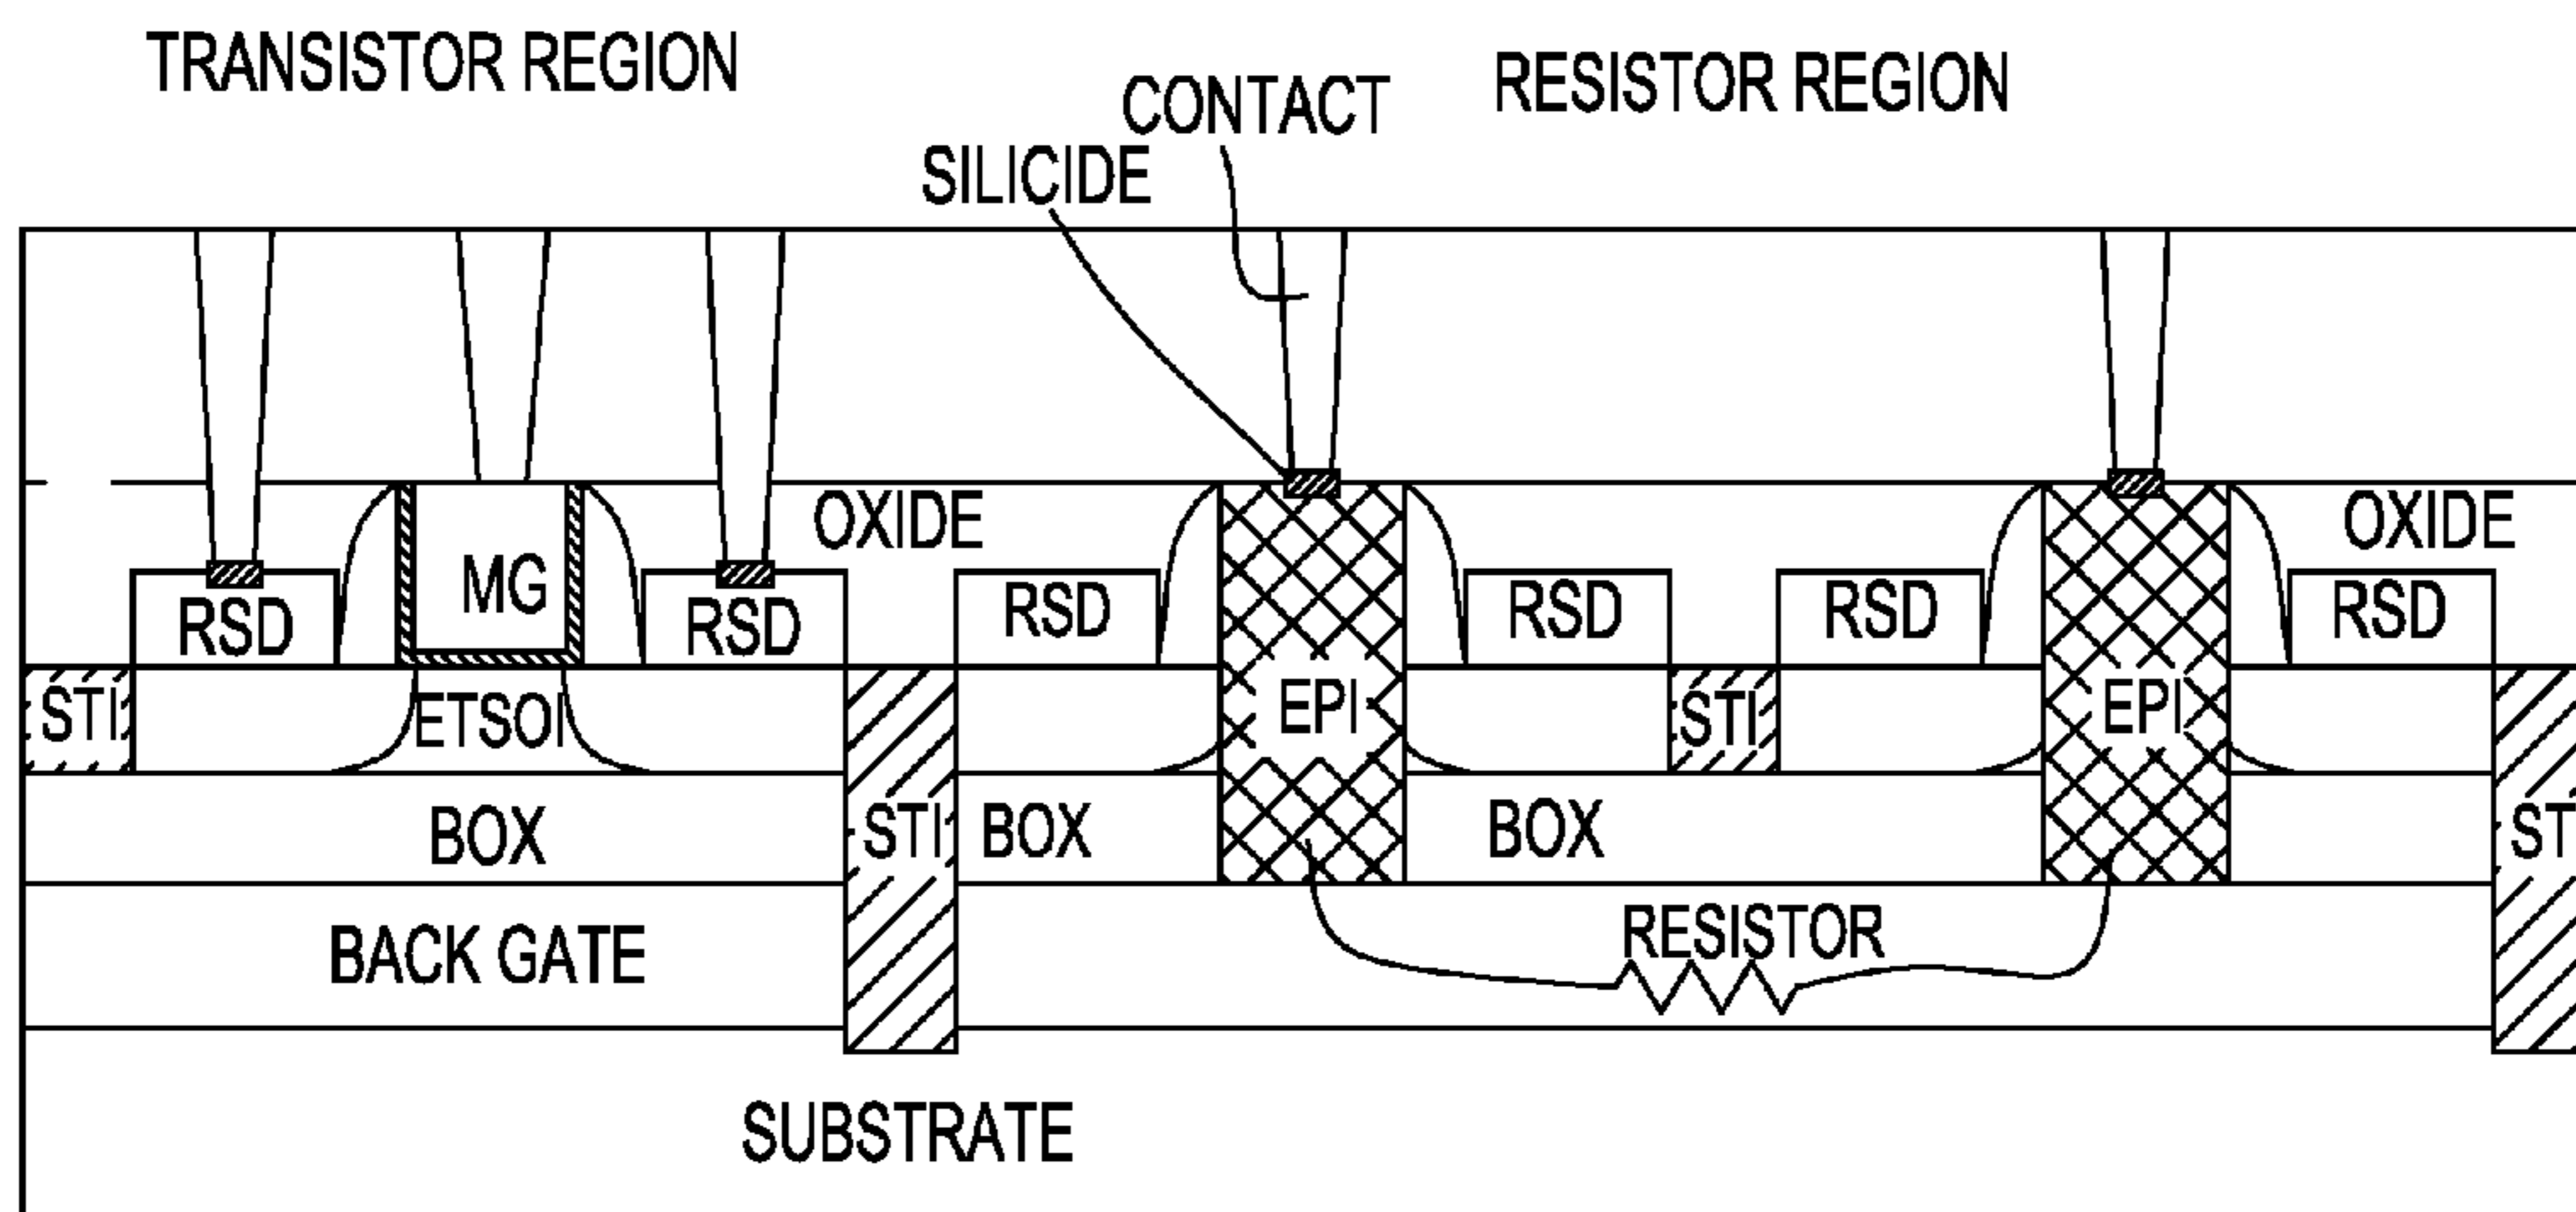 TRANSISTOR REGION
RESISTOR REGION
CONTACT
SILICIDE
OXIDE
OXIDE
MG
RSD
RSD
RSD
RSD
RSD
RSD
STI
ETSOI
EPI
STI
EPI
BOX
STI
BOX
BOX
ST
BACK GATE
RESISTOR
SUBSTRATE